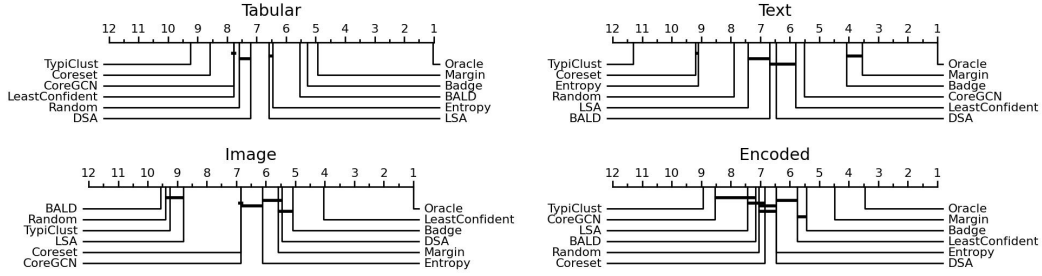 Tabular
12 11 10 9 8 7 6 5 4 3 2 1
TypiClust
Coreset
CoreGCN
LeastConfident
Random
DSA
Oracle
Margin
Badge
BALD
Entropy
LSA
Text
12 11 10 9 8 7 6 5 4 3 2 1
TypiClust
Coreset
Entropy
Random
LSA
BALD
Oracle
Margin
Badge
CoreGCN
LeastConfident
DSA
Image
12 11 10 9 8 7 6 5 4 3 2 1
BALD
Random
TypiClust
LSA
Coreset
CoreGCN
Oracle
LeastConfident
Badge
DSA
Margin
Entropy
Encoded
12 11 10 9 8 7 6 5 4 3 2 1
TypiClust
CoreGCN
LSA
BALD
Random
Coreset
Oracle
Margin
Badge
LeastConfident
Entropy
DSA